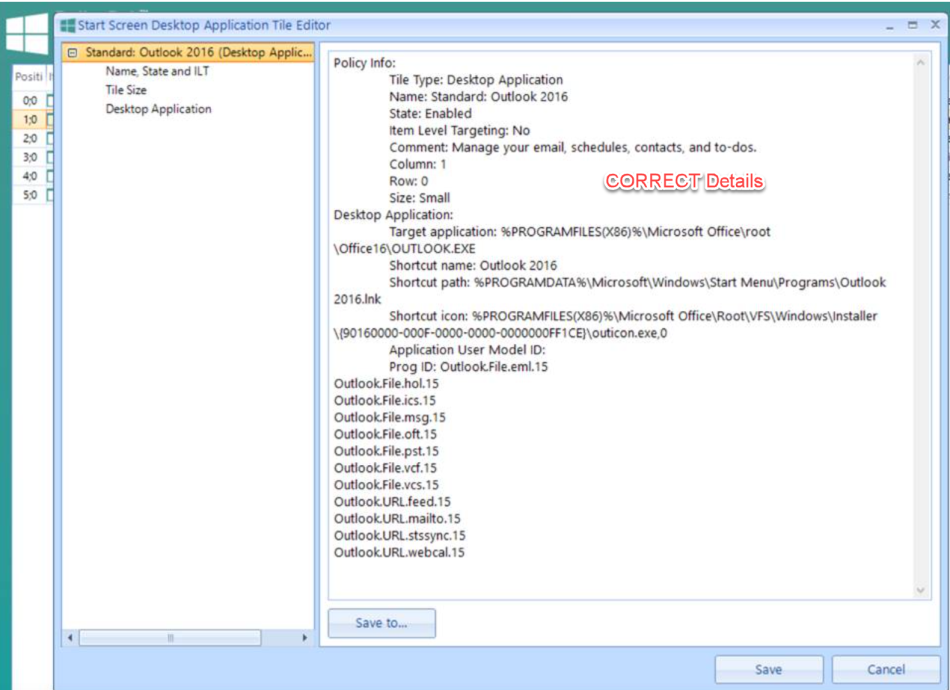 Start Screen Desktop Application Tile Editor
Standard: Outlook 2016 (Desktop Applic...
Name, State and ILT
Tile Size
Desktop Application
Positi
0;0
1;0
2;0
3;0
4;0
5;0
Policy Info:
Tile Type: Desktop Application
Name: Standard: Outlook 2016
State: Enabled
Item Level Targeting: No
Comment: Manage your email, schedules, contacts, and to-dos.
Column: 1
Row: 0
CORRECT Details
Size: Small
Desktop Application:
Target application: %PROGRAMFILES(X86)%\Microsoft Office\root
\Office16\OUTLOOK.EXE
Shortcut name: Outlook 2016
Shortcut path: %PROGRAMDATA%\Microsoft\Windows\Start Menu\Programs\Outlook
2016.lnk
Shortcut icon: %PROGRAMFILES(X86)%\Microsoft Office\Root\VFS\Windows\Installer
\{90160000-000F-0000-0000-0000000FF1CE}\outicon.exe,0
Application User Model ID:
Prog ID: Outlook.File.eml.15
Outlook.File.hol.15
Outlook.File.ics.15
Outlook.File.msg.15
Outlook.File.oft.15
Outlook.File.pst.15
Outlook.File.vcf.15
Outlook.File.vcs.15
Outlook.URL.feed.15
Outlook.URL.mailto.15
Outlook.URL.stssync.15
Outlook.URL.webcal.15
Save to...
Save
Cancel